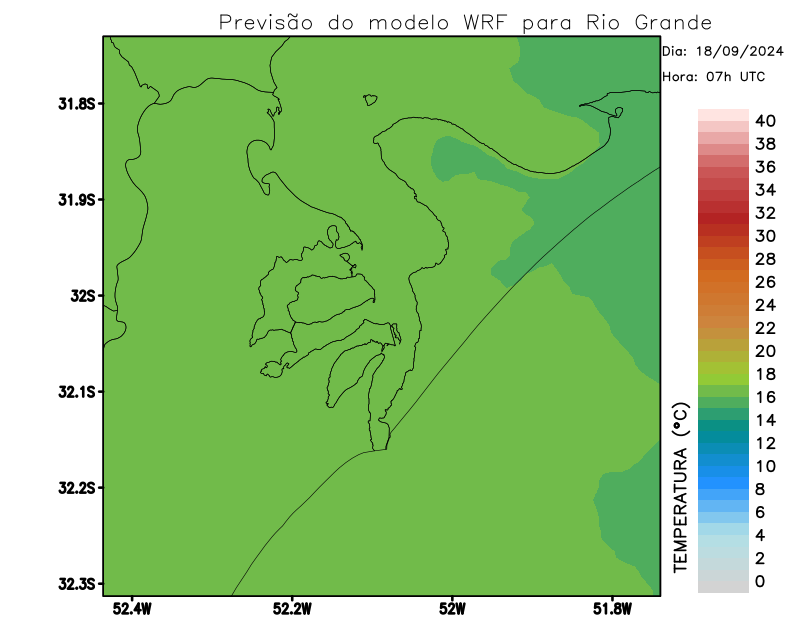 Previsão do modelo WRF para Rio Grande
Dia: 18/09/2024
Hora: 07h UTC
31.8S
31.9S
32S
32.1S
32.2S
32.3S
52.4W
52.2W
52W
51.8W
TEMPERATURA (°C)
40
38
36
34
32
30
28
26
24
22
20
18
16
14
12
10
8
6
4
2
0